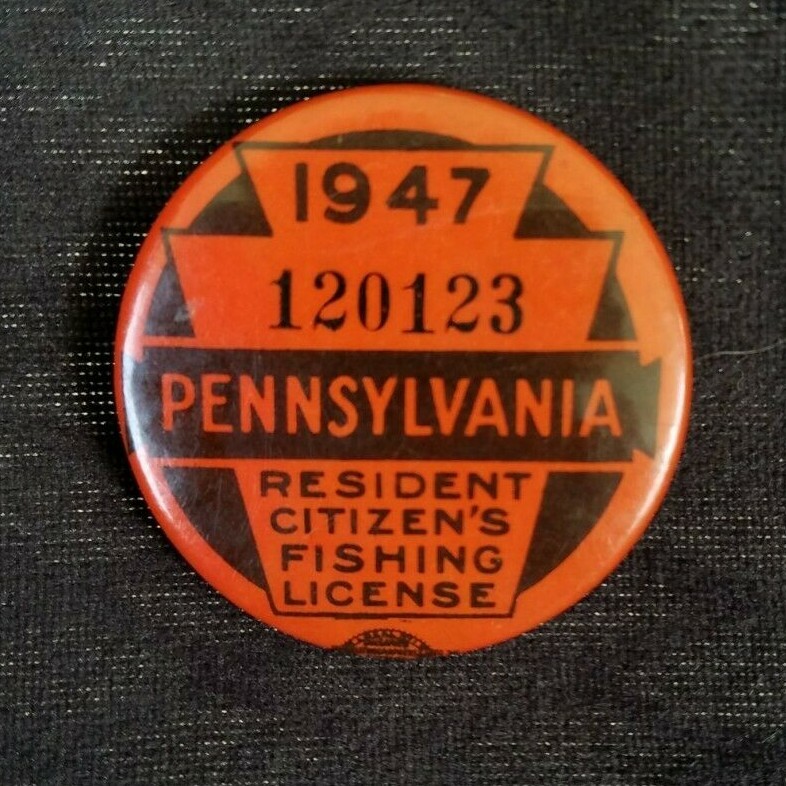 1947
120123
PENNSYLVANIA
RESIDENT
CITIZEN'S
FISHING
LICENSE